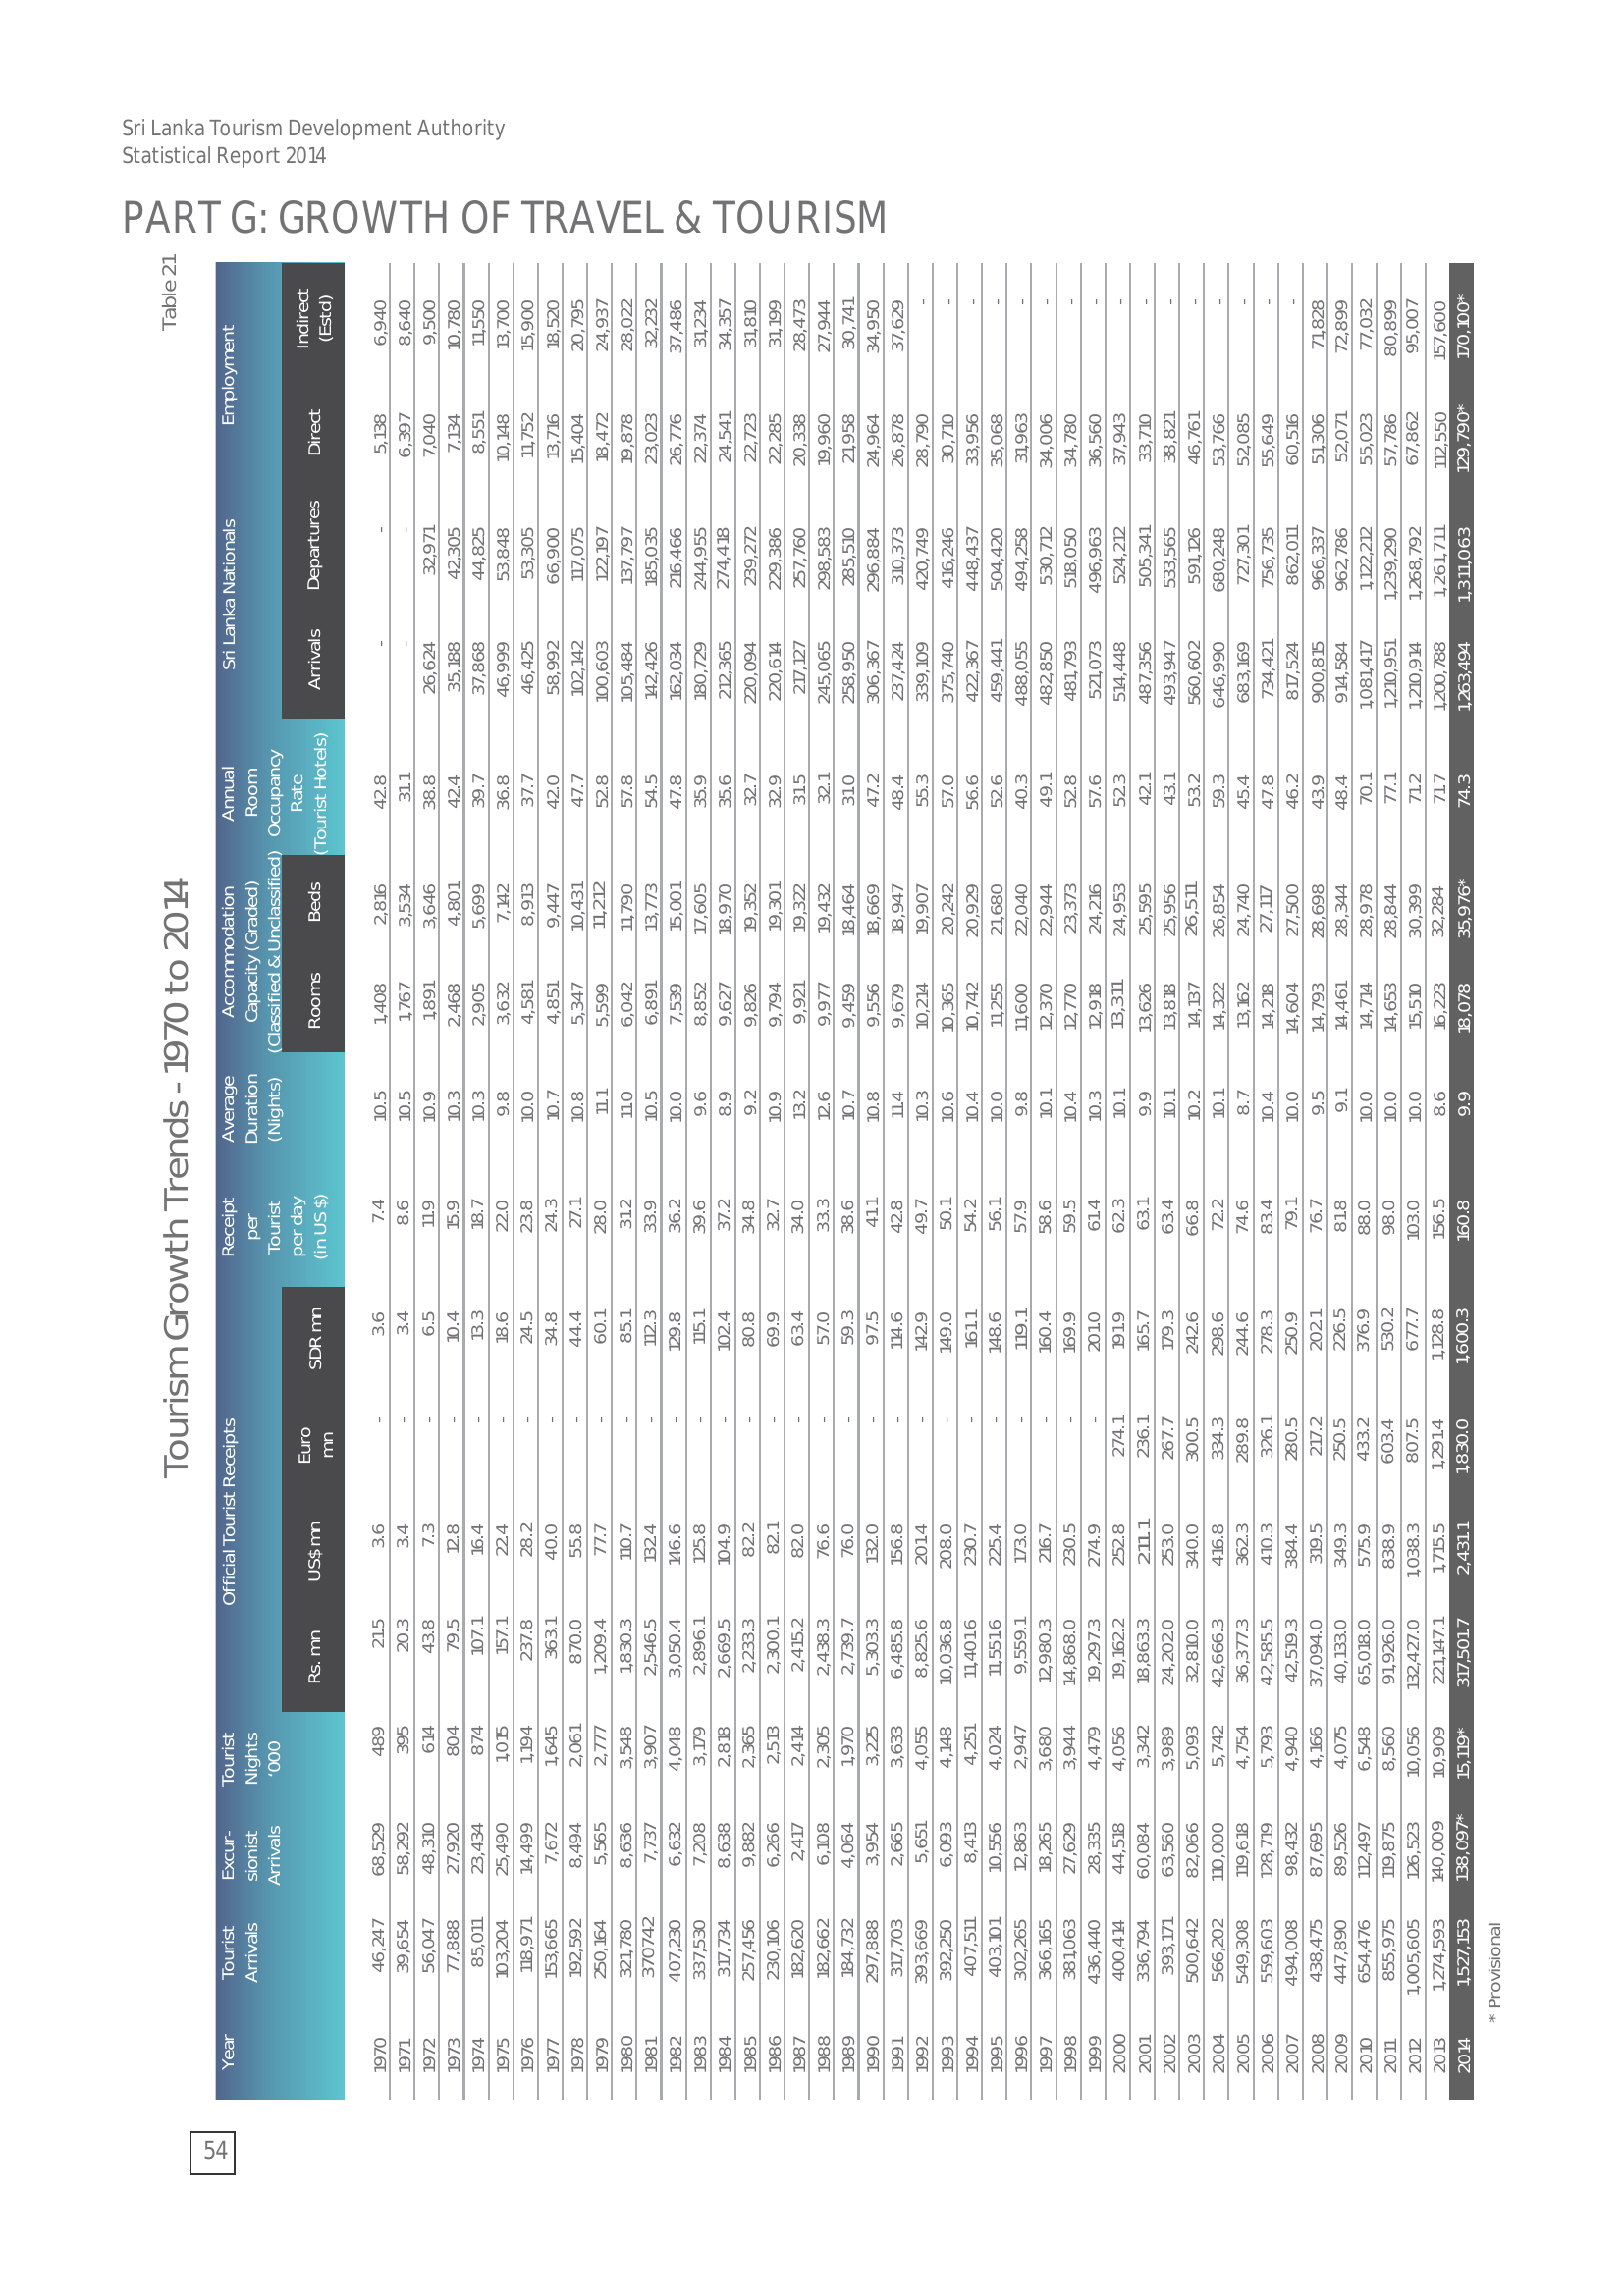 Sri Lanka Tourism Development Authority
Statistical Report 2014
PART G: GROWTH OF TRAVEL & TOURISM
Table 21
Tourism Growth Trends - 1970 to 2014
Year Tourist Arrivals Excur-sionist Arrivals Tourist Nights ‘000 Official Tourist Receipts Receipt per Tourist per day (in US $) Average Duration (Nights) Accommodation Capacity (Graded) (Classified & Unclassified) Annual Room Occupancy Rate (Tourist Hotels) Sri Lanka Nationals Employment
Rs. mn US$ mn Euro mn SDR mn Rooms Beds Arrivals Departures Direct Indirect (Estd)
1970 46,247 68,529 489 21.5 3.6 - 3.6 7.4 10.5 1,408 2,816 42.8 - - 5,138 6,940
1971 39,654 58,292 395 20.3 3.4 - 3.4 8.6 10.5 1,767 3,534 31.1 - - 6,397 8,640
1972 56,047 48,310 614 43.8 7.3 - 6.5 11.9 10.9 1,891 3,646 38.8 26,624 32,971 7,040 9,500
1973 77,888 27,920 804 79.5 12.8 - 10.4 15.9 10.3 2,468 4,801 42.4 35,188 42,305 7,134 10,780
1974 85,011 23,434 874 107.1 16.4 - 13.3 18.7 10.3 2,905 5,699 39.7 37,868 44,825 8,551 11,550
1975 103,204 25,490 1,015 157.1 22.4 - 18.6 22.0 9.8 3,632 7,142 36.8 46,999 53,848 10,148 13,700
1976 118,971 14,499 1,194 237.8 28.2 - 24.5 23.8 10.0 4,581 8,913 37.7 46,425 53,305 11,752 15,900
1977 153,665 7,672 1,645 363.1 40.0 - 34.8 24.3 10.7 4,851 9,447 42.0 58,992 66,900 13,716 18,520
1978 192,592 8,494 2,061 870.0 55.8 - 44.4 27.1 10.8 5,347 10,431 47.7 102,142 117,075 15,404 20,795
1979 250,164 5,565 2,777 1,209.4 77.7 - 60.1 28.0 11.1 5,599 11,212 52.8 100,603 122,197 18,472 24,937
1980 321,780 8,636 3,548 1,830.3 110.7 - 85.1 31.2 11.0 6,042 11,790 57.8 105,484 137,797 19,878 28,022
1981 370742 7,737 3,907 2,546.5 132.4 - 112.3 33.9 10.5 6,891 13,773 54.5 142,426 185,035 23,023 32,232
1982 407,230 6,632 4,048 3,050.4 146.6 - 129.8 36.2 10.0 7,539 15,001 47.8 162,034 216,466 26,776 37,486
1983 337,530 7,208 3,179 2,896.1 125.8 - 115.1 39.6 9.6 8,852 17,605 35.9 180,729 244,955 22,374 31,234
1984 317,734 8,638 2,818 2,669.5 104.9 - 102.4 37.2 8.9 9,627 18,970 35.6 212,365 274,418 24,541 34,357
1985 257,456 9,882 2,365 2,233.3 82.2 - 80.8 34.8 9.2 9,826 19,352 32.7 220,094 239,272 22,723 31,810
1986 230,106 6,266 2,513 2,300.1 82.1 - 69.9 32.7 10.9 9,794 19,301 32.9 220,614 229,386 22,285 31,199
1987 182,620 2,417 2,414 2,415.2 82.0 - 63.4 34.0 13.2 9,921 19,322 31.5 217,127 257,760 20,338 28,473
1988 182,662 6,108 2,305 2,438.3 76.6 - 57.0 33.3 12.6 9,977 19,432 32.1 245,065 298,583 19,960 27,944
1989 184,732 4,064 1,970 2,739.7 76.0 - 59.3 38.6 10.7 9,459 18,464 31.0 258,950 285,510 21,958 30,741
1990 297,888 3,954 3,225 5,303.3 132.0 - 97.5 41.1 10.8 9,556 18,669 47.2 306,367 296,884 24,964 34,950
1991 317,703 2,665 3,633 6,485.8 156.8 - 114.6 42.8 11.4 9,679 18,947 48.4 237,424 310,373 26,878 37,629
1992 393,669 5,651 4,055 8,825.6 201.4 - 142.9 49.7 10.3 10,214 19,907 55.3 339,109 420,749 28,790 -
1993 392,250 6,093 4,148 10,036.8 208.0 - 149.0 50.1 10.6 10,365 20,242 57.0 375,740 416,246 30,710 -
1994 407,511 8,413 4,251 11,401.6 230.7 - 161.1 54.2 10.4 10,742 20,929 56.6 422,367 448,437 33,956 -
1995 403,101 10,556 4,024 11,551.6 225.4 - 148.6 56.1 10.0 11,255 21,680 52.6 459,441 504,420 35,068 -
1996 302,265 12,863 2,947 9,559.1 173.0 - 119.1 57.9 9.8 11,600 22,040 40.3 488,055 494,258 31,963 -
1997 366,165 18,265 3,680 12,980.3 216.7 - 160.4 58.6 10.1 12,370 22,944 49.1 482,850 530,712 34,006 -
1998 381,063 27,629 3,944 14,868.0 230.5 - 169.9 59.5 10.4 12,770 23,373 52.8 481,793 518,050 34,780 -
1999 436,440 28,335 4,479 19,297.3 274.9 - 201.0 61.4 10.3 12,918 24,216 57.6 521,073 496,963 36,560 -
2000 400,414 44,518 4,056 19,162.2 252.8 274.1 191.9 62.3 10.1 13,311 24,953 52.3 514,448 524,212 37,943 -
2001 336,794 60,084 3,342 18,863.3 211.1 236.1 165.7 63.1 9.9 13,626 25,595 42.1 487,356 505,341 33,710 -
2002 393,171 63,560 3,989 24,202.0 253.0 267.7 179.3 63.4 10.1 13,818 25,956 43.1 493,947 533,565 38,821 -
2003 500,642 82,066 5,093 32,810.0 340.0 300.5 242.6 66.8 10.2 14,137 26,511 53.2 560,602 591,126 46,761 -
2004 566,202 110,000 5,742 42,666.3 416.8 334.3 298.6 72.2 10.1 14,322 26,854 59.3 646,990 680,248 53,766 -
2005 549,308 119,618 4,754 36,377.3 362.3 289.8 244.6 74.6 8.7 13,162 24,740 45.4 683,169 727,301 52,085 -
2006 559,603 128,719 5,793 42,585.5 410.3 326.1 278.3 83.4 10.4 14,218 27,117 47.8 734,421 756,735 55,649 -
2007 494,008 98,432 4,940 42,519.3 384.4 280.5 250.9 79.1 10.0 14,604 27,500 46.2 817,524 862,011 60,516 -
2008 438,475 87,695 4,166 37,094.0 319.5 217.2 202.1 76.7 9.5 14,793 28,698 43.9 900,815 966,337 51,306 71,828
2009 447,890 89,526 4,075 40,133.0 349.3 250.5 226.5 81.8 9.1 14,461 28,344 48.4 914,584 962,786 52,071 72,899
2010 654,476 112,497 6,548 65,018.0 575.9 433.2 376.9 88.0 10.0 14,714 28,978 70.1 1,081,417 1,122,212 55,023 77,032
2011 855,975 119,875 8,560 91,926.0 838.9 603.4 530.2 98.0 10.0 14,653 28,844 77.1 1,210,951 1,239,290 57,786 80,899
2012 1,005,605 126,523 10,056 132,427.0 1,038.3 807.5 677.7 103.0 10.0 15,510 30,399 71.2 1,210,914 1,268,792 67,862 95,007
2013 1,274,593 140,009 10,909 221,147.1 1,715.5 1,291.4 1,128.8 156.5 8.6 16,223 32,284 71.7 1,200,788 1,261,711 112,550 157,600
2014 1,527,153 138,097* 15,119* 317,501.7 2,431.1 1,830.0 1,600.3 160.8 9.9 18,078 35,976* 74.3 1,263,494 1,311,063 129,790* 170,100*
* Provisional
54